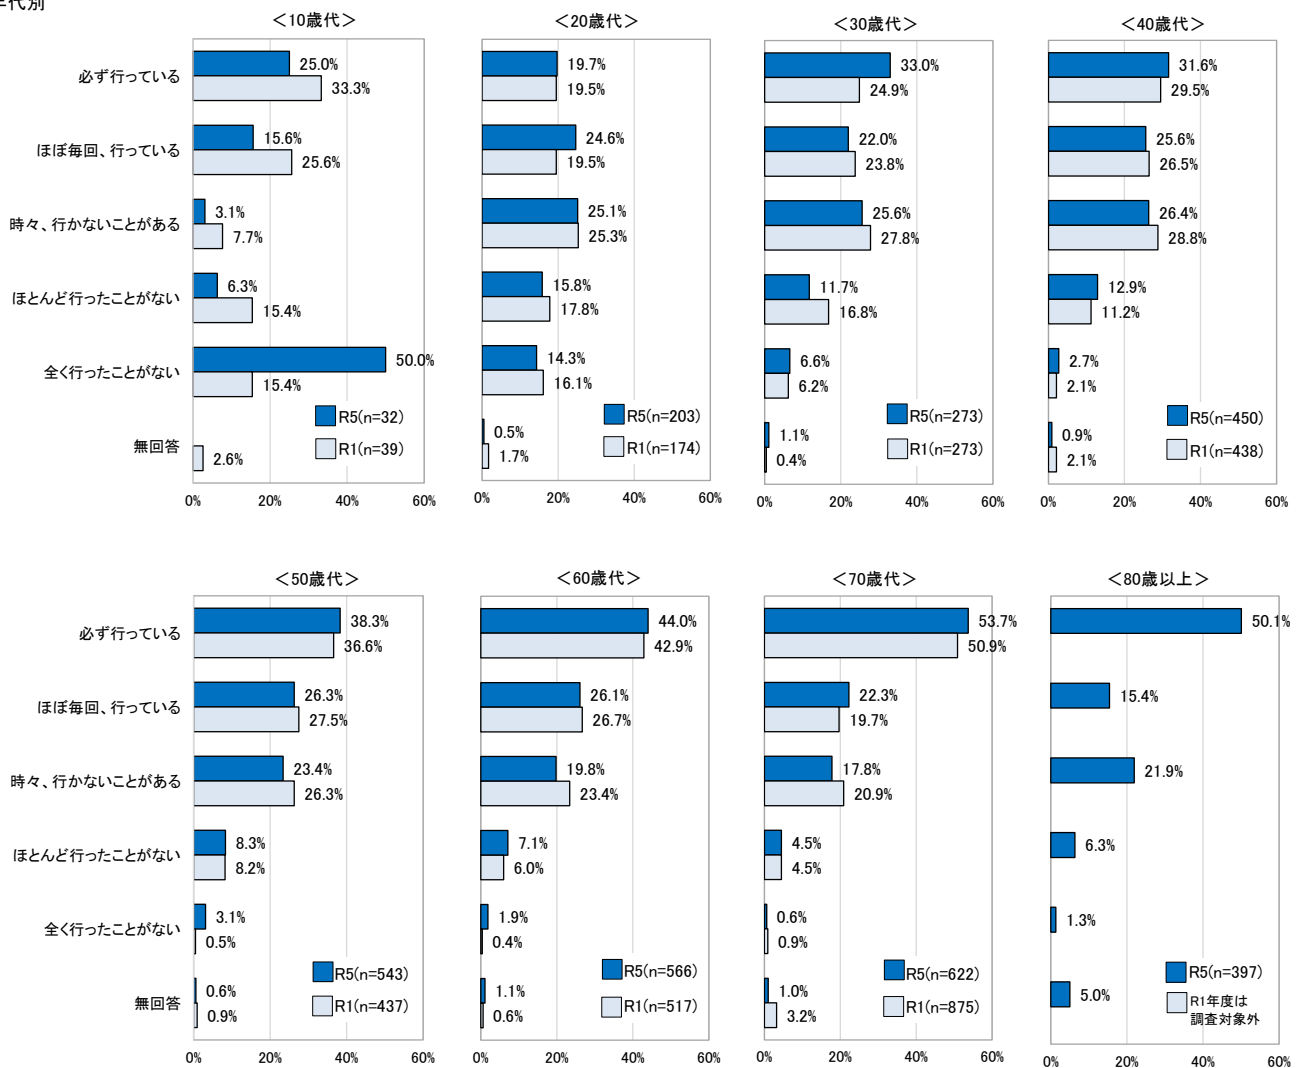 年代別
＜10歳代＞ ＜20歳代＞ ＜30歳代＞ ＜40歳代＞
必ず行っている 25.0% 33.3% 19.7% 19.5% 33.0% 24.9% 31.6% 29.5%
ほぼ毎回、行っている 15.6% 25.6% 24.6% 19.5% 22.0% 23.8% 25.6% 26.5%
時々、行かないことがある 3.1% 7.7% 25.1% 25.3% 25.6% 27.8% 26.4% 28.8%
ほとんど行ったことがない 6.3% 15.4% 15.8% 17.8% 11.7% 16.8% 12.9% 11.2%
全く行ったことがない 50.0% 15.4% 14.3% 16.1% 6.6% 6.2% 2.7% 2.1%
無回答 2.6% 0.5% 1.7% 1.1% 0.4% 0.9% 2.1%
R5(n=32) R5(n=203) R5(n=273) R5(n=450)
R1(n=39) R1(n=174) R1(n=273) R1(n=438)
0% 20% 40% 60% 0% 20% 40% 60% 0% 20% 40% 60% 0% 20% 40% 60%
＜50歳代＞ ＜60歳代＞ ＜70歳代＞ ＜80歳以上＞
必ず行っている 38.3% 36.6% 44.0% 42.9% 53.7% 50.9% 50.1%
ほぼ毎回、行っている 26.3% 27.5% 26.1% 26.7% 22.3% 19.7% 15.4%
時々、行かないことがある 23.4% 26.3% 19.8% 23.4% 17.8% 20.9% 21.9%
ほとんど行ったことがない 8.3% 8.2% 7.1% 6.0% 4.5% 4.5% 6.3%
全く行ったことがない 3.1% 0.5% 1.9% 0.4% 0.6% 0.9% 1.3%
無回答 0.6% 0.9% 1.1% 0.6% 1.0% 3.2% 5.0%
R5(n=543) R5(n=566) R5(n=622) R5(n=397)
R1(n=437) R1(n=517) R1(n=875) R1年度は
調査対象外
0% 20% 40% 60% 0% 20% 40% 60% 0% 20% 40% 60% 0% 20% 40% 60%